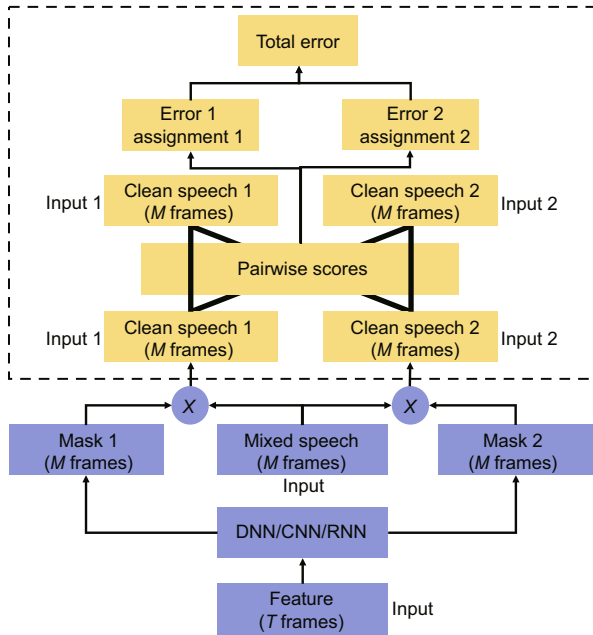 Total error
Error 1
assignment 1
Error 2
assignment 2
Input 1
Clean speech 1
(M frames)
Clean speech 2
(M frames)
Input 2
Pairwise scores
Input 1
Clean speech 1
(M frames)
Clean speech 2
(M frames)
Input 2
X
X
Mask 1
(M frames)
Mixed speech
(M frames)
Mask 2
(M frames)
Input
DNN/CNN/RNN
Feature
(T frames)
Input